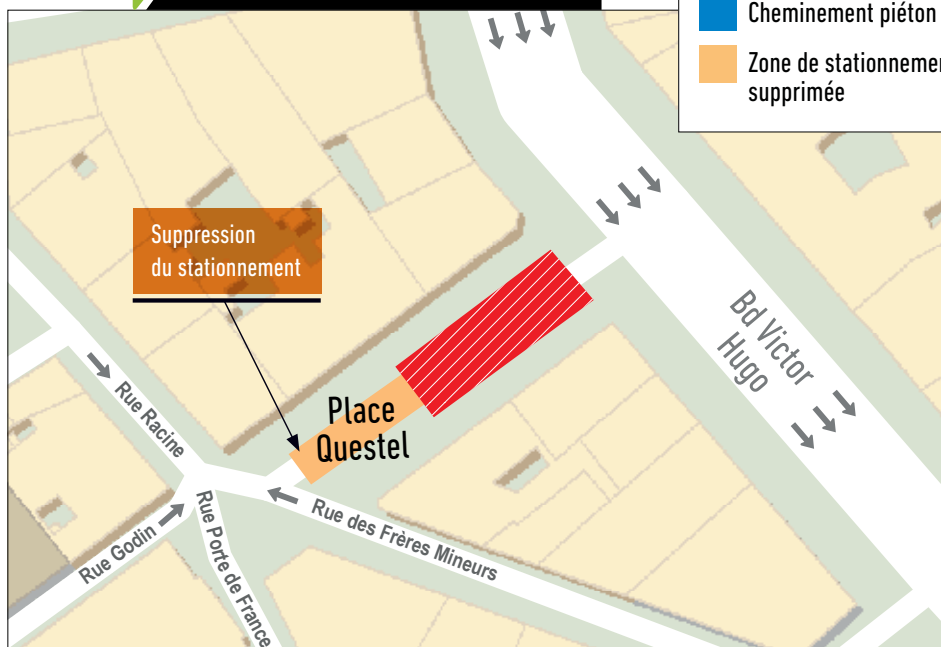 Cheminement piéton
Zone de stationnement
supprimée
Suppression
du stationnement
Bd Victor
Hugo
Place
Questel
Rue Racine
Rue Godin
Rue Porte de France
Rue des Frères Mineurs